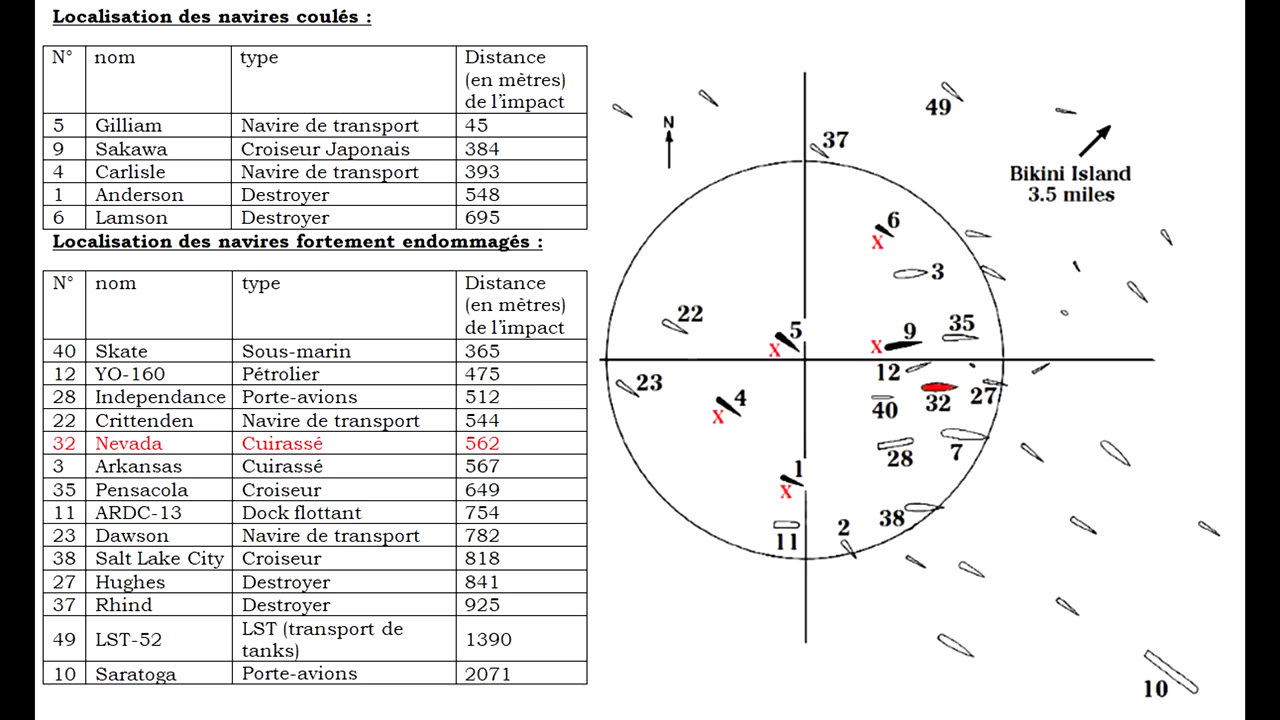 Localisation des navires coulés :
N° nom type Distance
(en mètres)
de l'impact
5 Gilliam Navire de transport 45
9 Sakawa Croiseur Japonais 384
4 Carlisle Navire de transport 393
1 Anderson Destroyer 548
6 Lamson Destroyer 695
Localisation des navires fortement endommagés :
N° nom type Distance
(en mètres)
de l'impact
40 Skate Sous-marin 365
12 YO-160 Pétrolier 475
28 Independance Porte-avions 512
22 Crittenden Navire de transport 544
32 Nevada Cuirassé 562
3 Arkansas Cuirassé 567
35 Pensacola Croiseur 649
11 ARDC-13 Dock flottant 754
23 Dawson Navire de transport 782
38 Salt Lake City Croiseur 818
27 Hughes Destroyer 841
37 Rhind Destroyer 925
49 LST-52 LST (transport de
tanks) 1390
10 Saratoga Porte-avions 2071
49
N
37
Bikini Island
3.5 miles
6
X
3
22
5
X
9
X
35
12
23
4
X
40
32
27
28
7
1
X
38
2
11
10